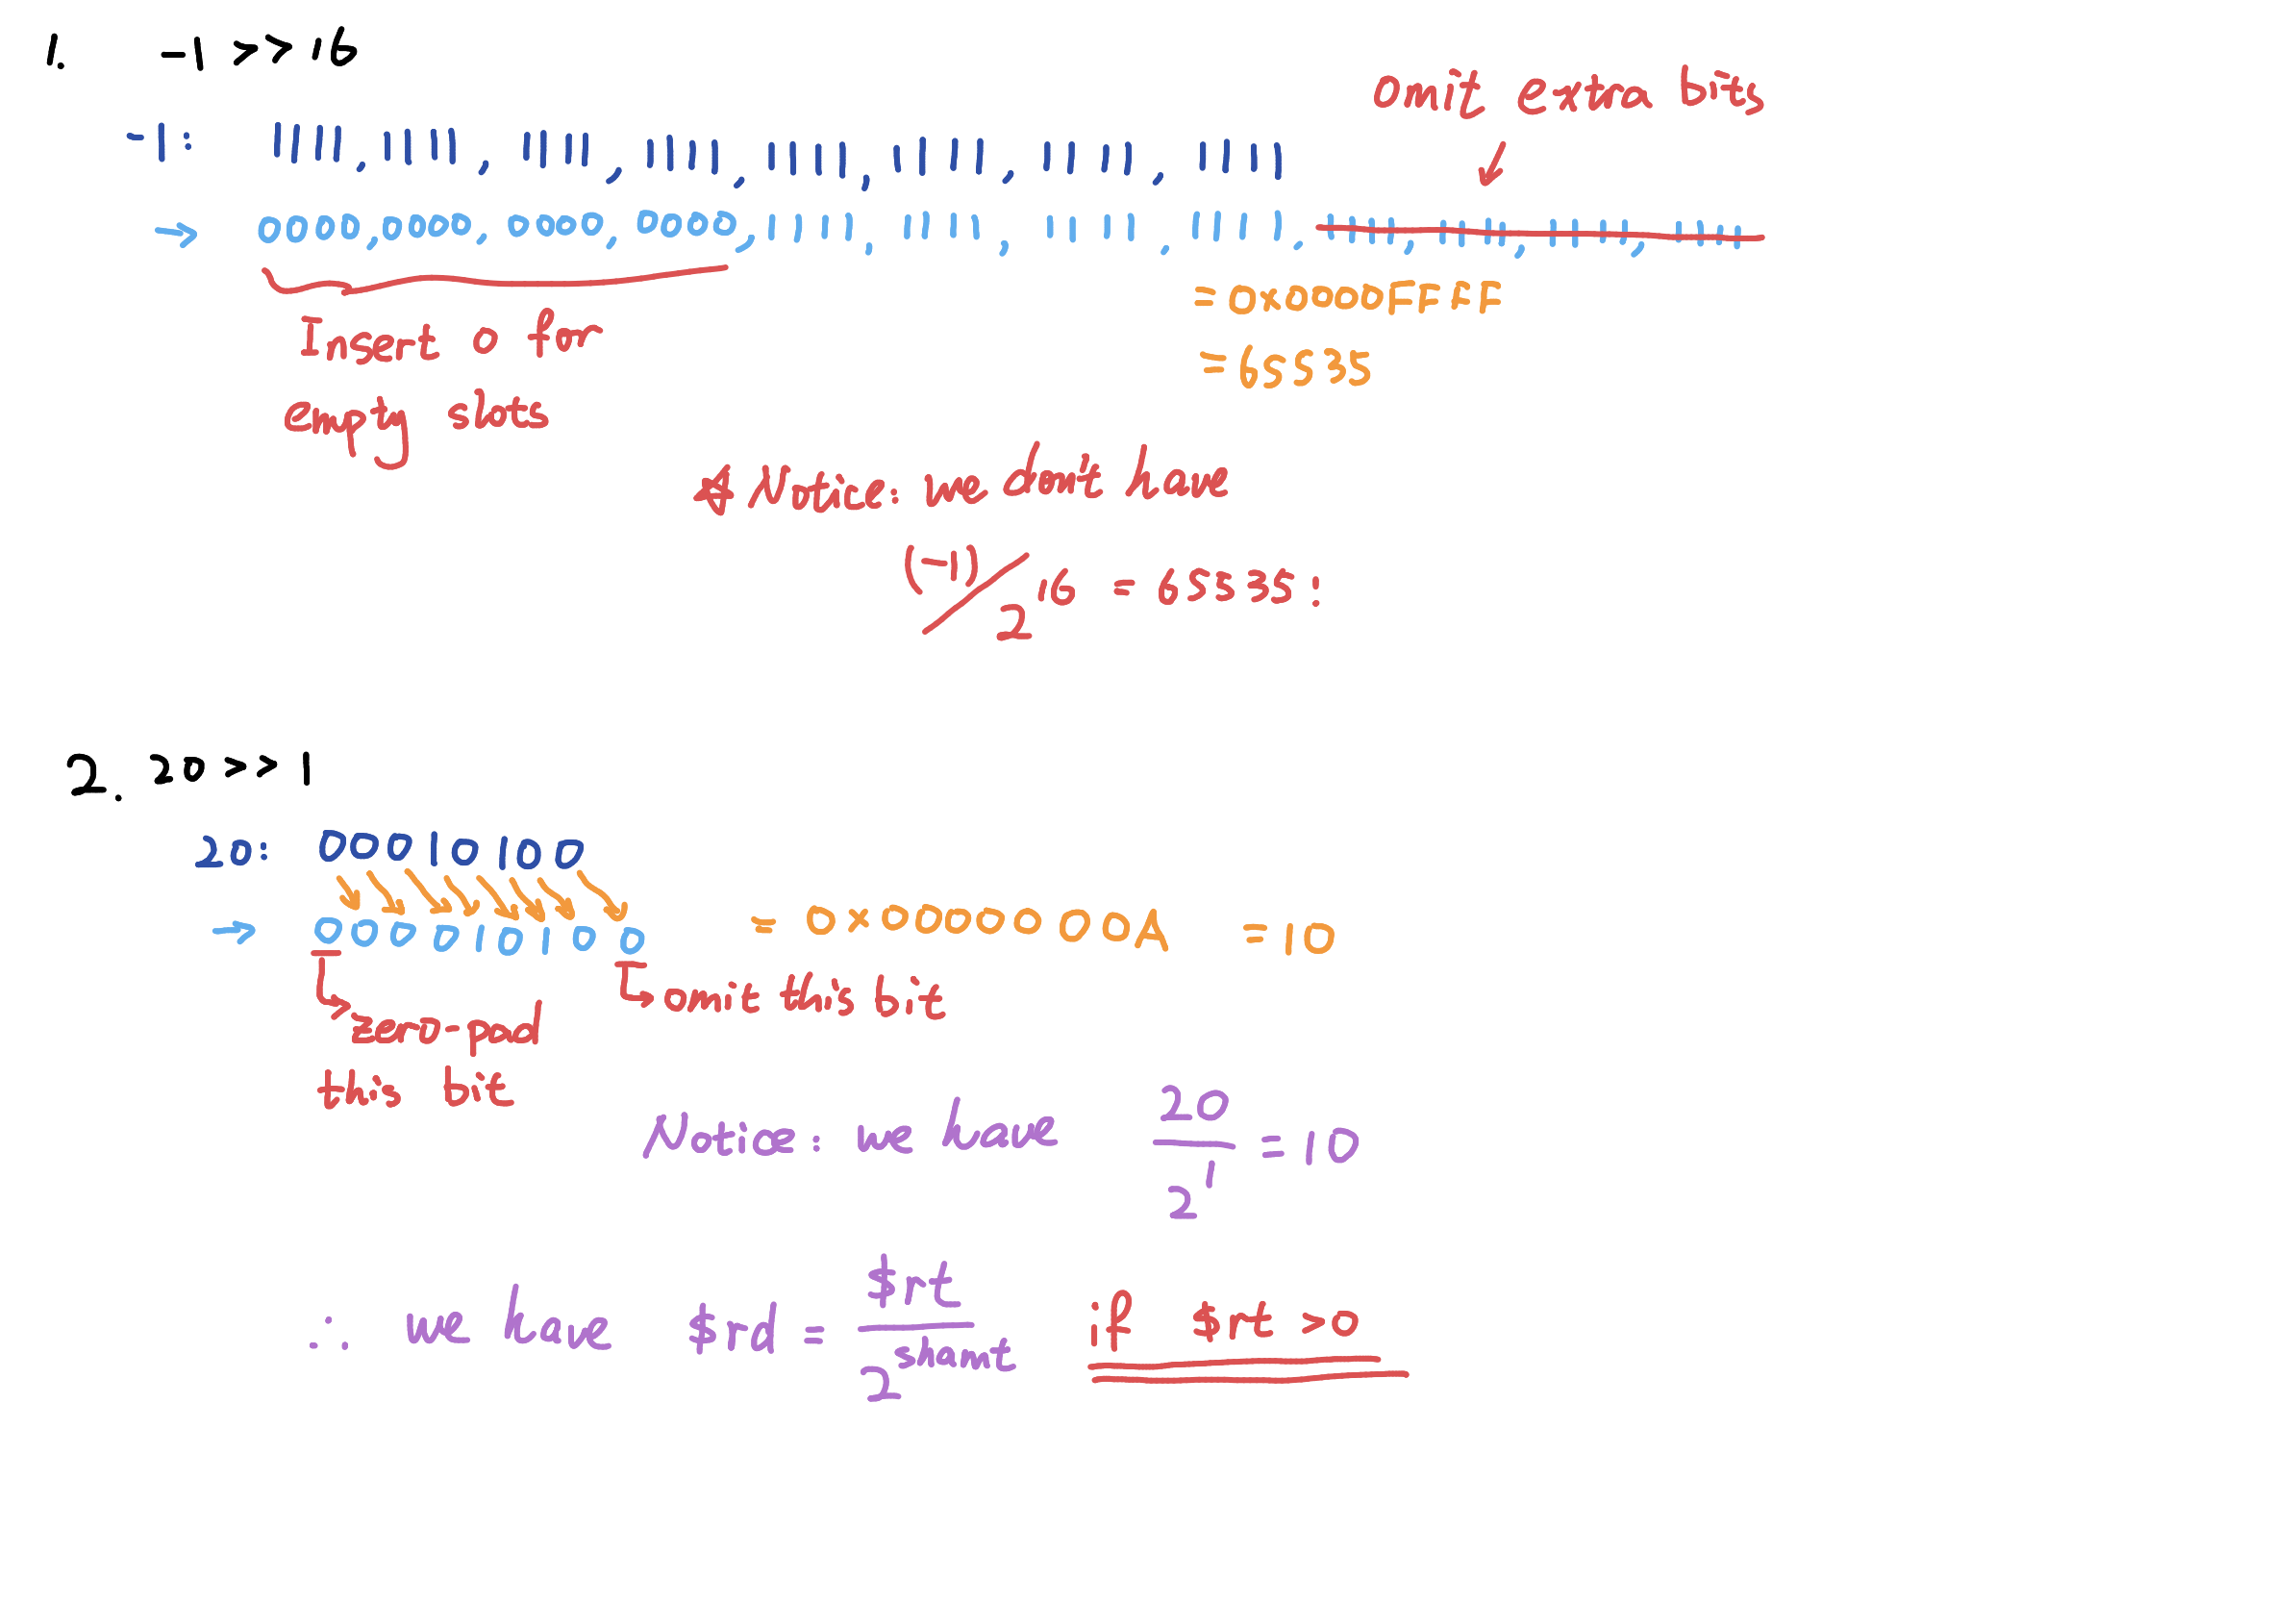 1. -1 >> 16
omit extra bits
-1: 1111,1111,1111,1111,1111,1111,1111,1111
→ 0000,0000,0000,0000,1111,1111,1111,1111,1111,1111,1111,1111
= 0x0000FFFF
Insert 0 for
= 65535
empty slots
Notice: we don't have
(-1)/2^16 = 65535!
2. 20 >> 1
20: 00010100
→ 000010100 = 0x0000000A = 10
↳ omit this bit
↳ zero-pad
this bit
Notice: we have 20/2^1 = 10
∴ we have $rd = $rt/2^shamt if $rt > 0